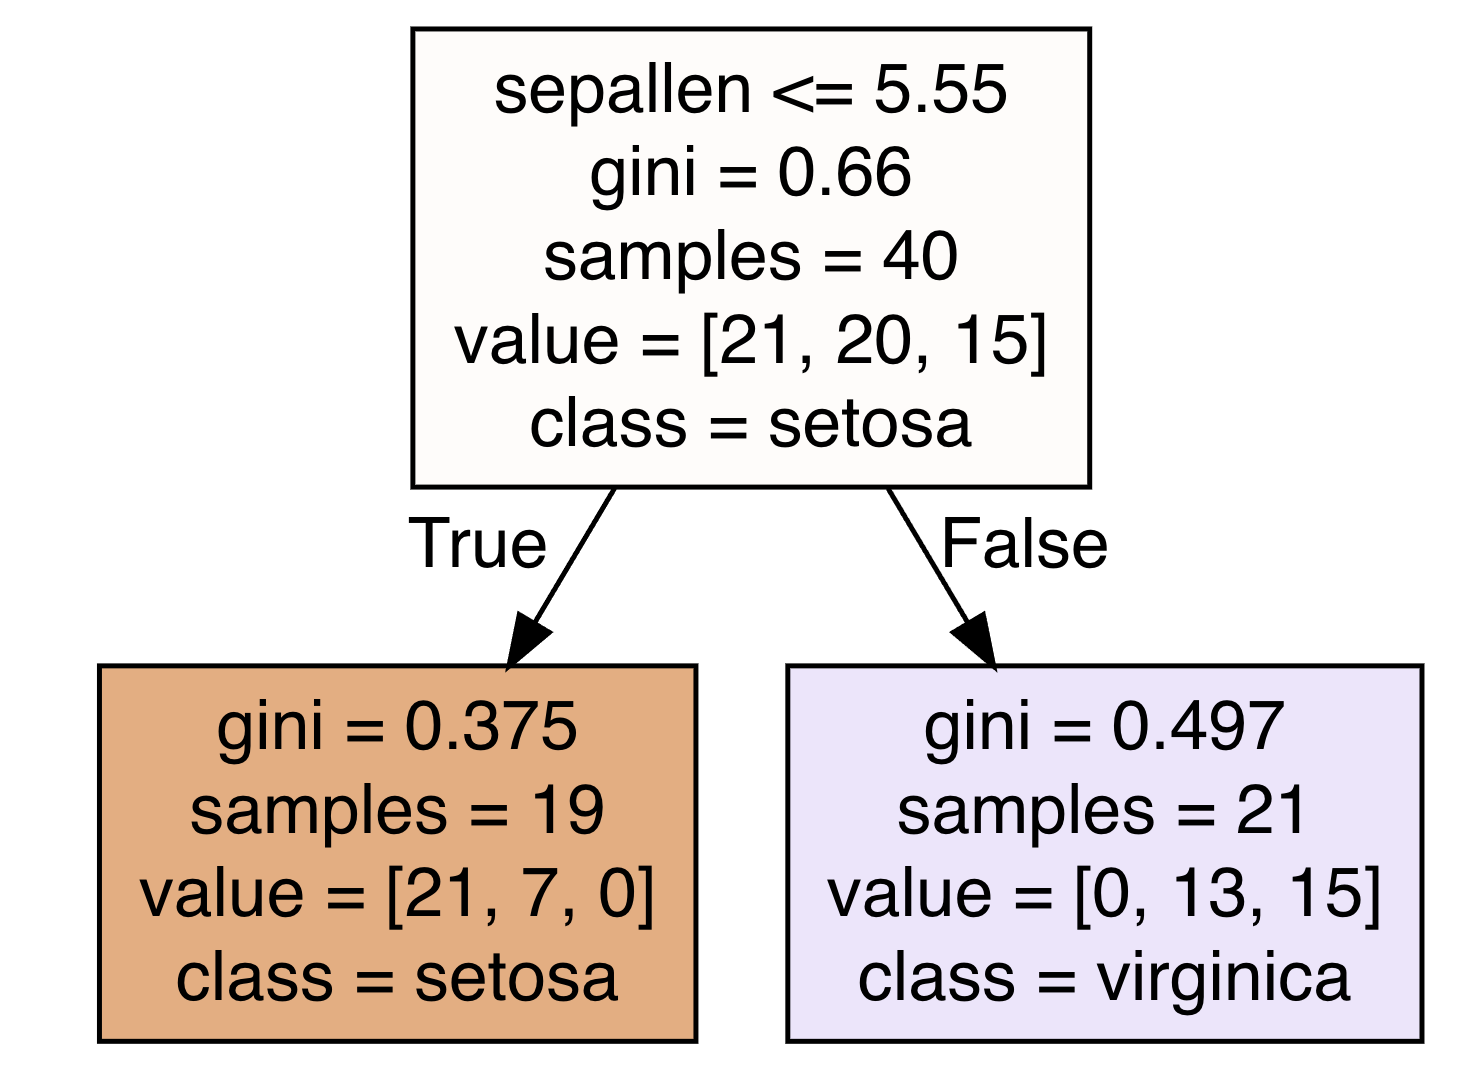 sepallen <= 5.55
gini = 0.66
samples = 40
value = [21, 20, 15]
class = setosa
True
False
gini = 0.375
samples = 19
value = [21, 7, 0]
class = setosa
gini = 0.497
samples = 21
value = [0, 13, 15]
class = virginica